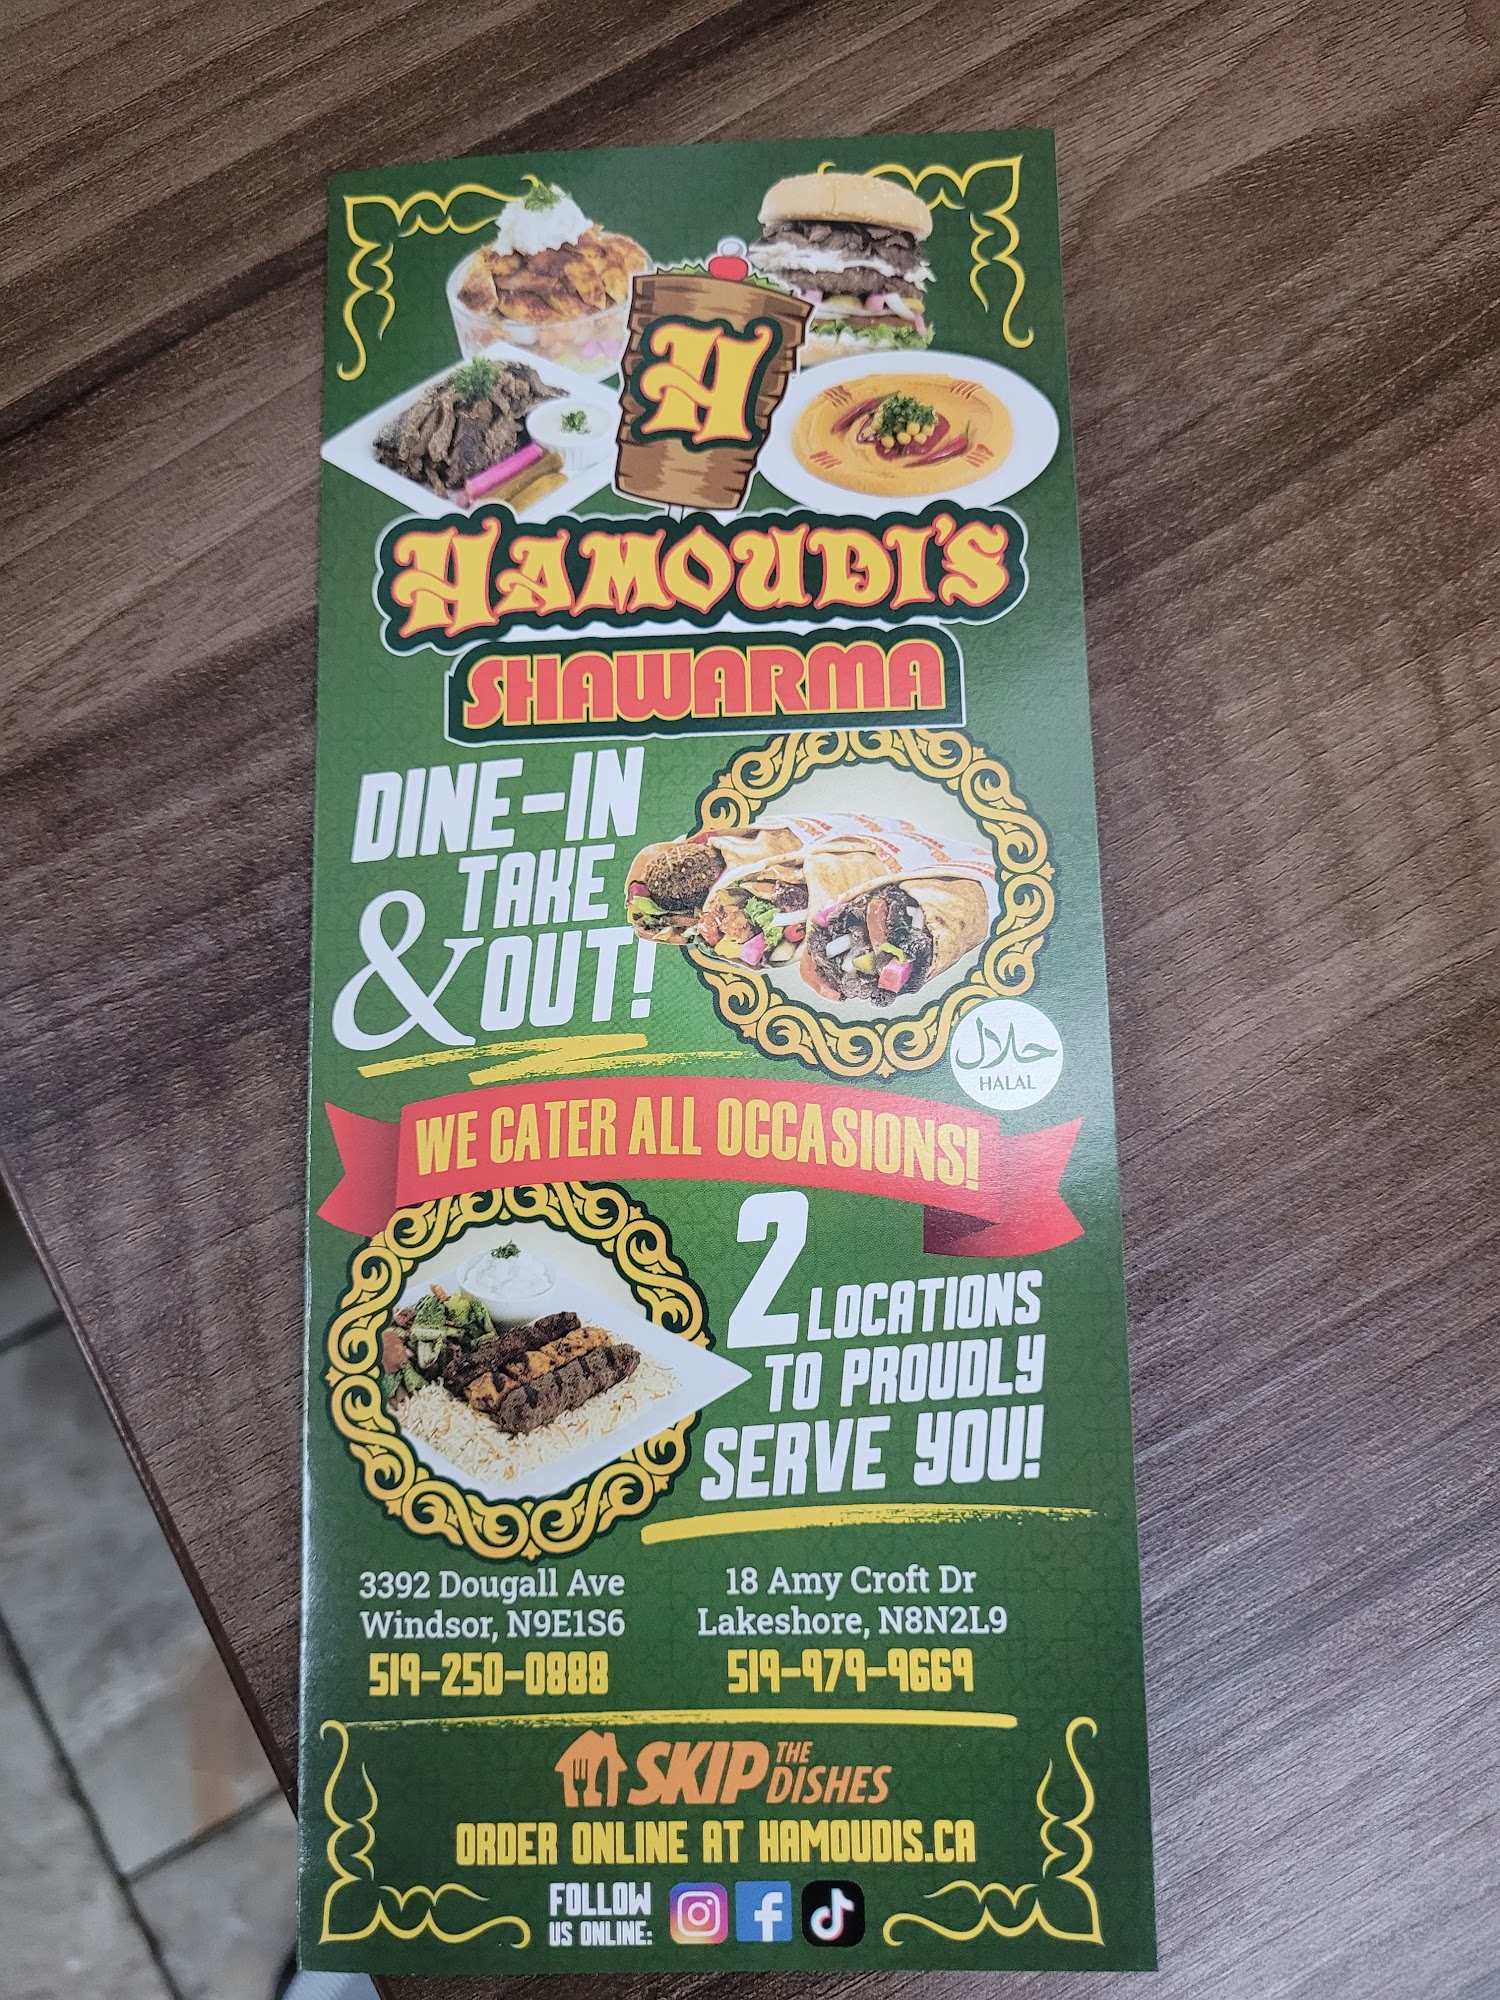 H
HAMOUDI'S
SHAWARMA
DINE-IN
& TAKE
OUT!
حلال
HALAL
WE CATER ALL OCCASIONS!
2 LOCATIONS
TO PROUDLY
SERVE YOU!
3392 Dougall Ave
Windsor, N9E1S6
519-250-0888
18 Amy Croft Dr
Lakeshore, N8N2L9
519-979-9669
SKIP THE
DISHES
ORDER ONLINE AT HAMOUDIS.CA
FOLLOW
US ONLINE: